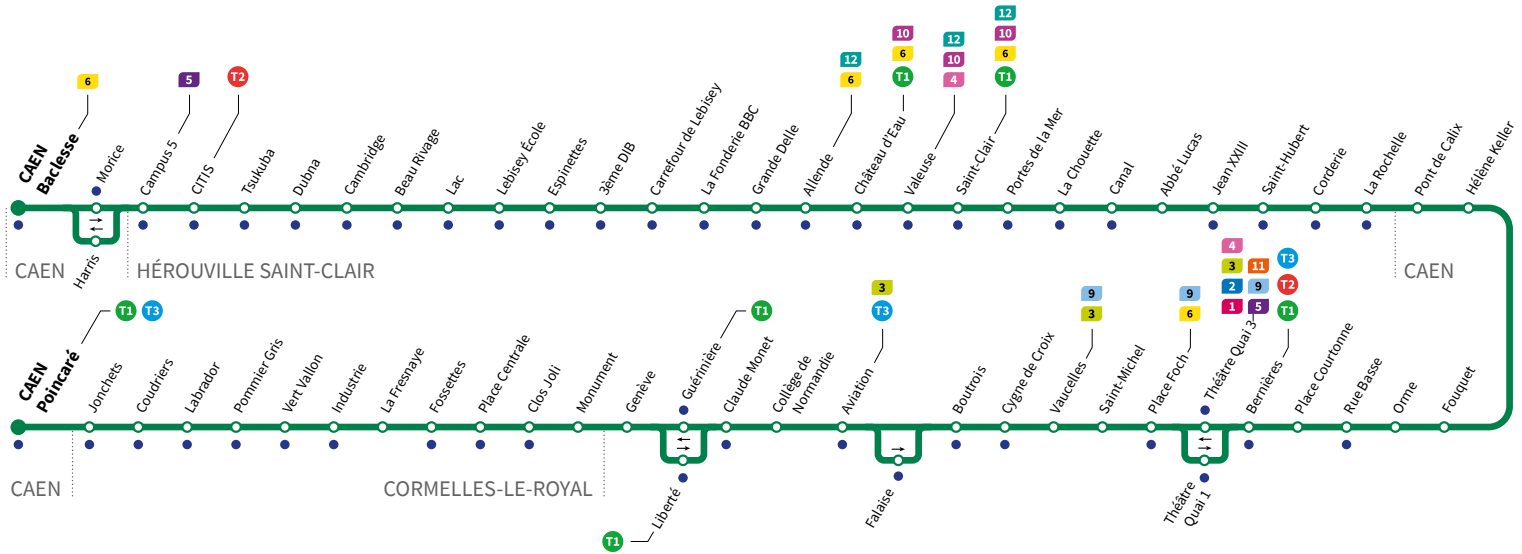 12
10
6
T1
10
6
T1
12
10
4
12
6
6
5
T2
CAEN
Baclesse
Morice
Campus 5
CITIS
Tsukuba
Dubna
Cambridge
Beau Rivage
Lac
Lebisey École
Espinettes
3ème DIB
Carrefour de Lebisey
La Fonderie BBC
Grande Delle
Allende
Château d'Eau
Valeuse
Saint-Clair
Portes de la Mer
La Chouette
Canal
Abbé Lucas
Jean XXIII
Saint-Hubert
Corderie
La Rochelle
Pont de Calix
Hélène Keller
Harris
CAEN
HÉROUVILLE SAINT-CLAIR
CAEN
4
3
2
1
11
9
5
T3
T2
T1
9
6
9
3
3
T3
T1
T1
T3
CAEN
Poincaré
Jonchets
Coudriers
Labrador
Pommier Gris
Vert Vallon
Industrie
La Fresnaye
Fossettes
Place Centrale
Clos Joli
Monument
Genève
Guérinière
Claude Monet
Collège de
Normandie
Aviation
Boutrois
Cygne de Croix
Vaucelles
Saint-Michel
Place Foch
Théâtre Quai 3
Bernières
Place Courtonne
Rue Basse
Orme
Fouquet
CAEN
CORMELLES-LE-ROYAL
Liberté
T1
Falaise
Théâtre
Quai 1